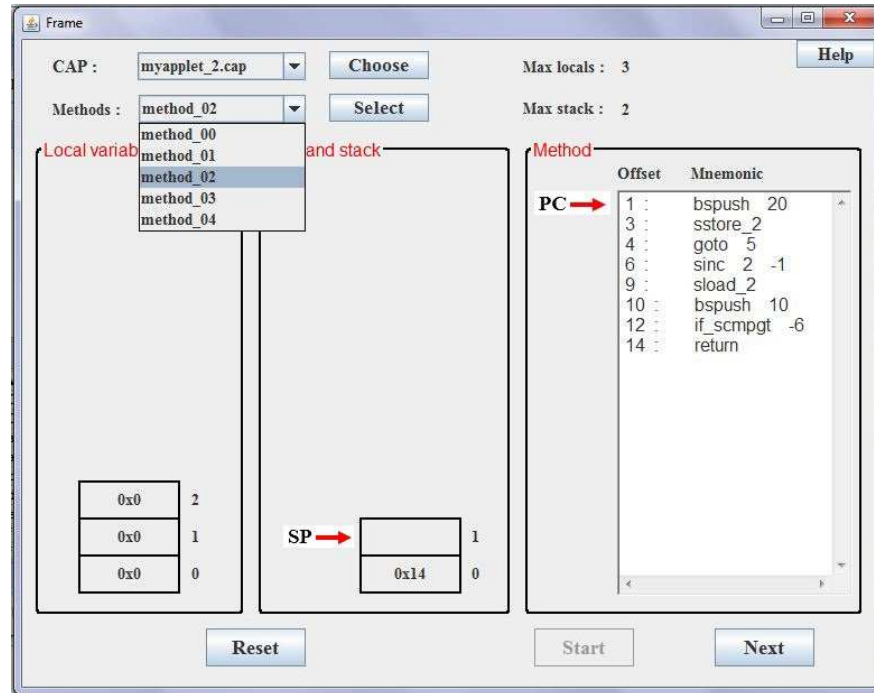 Frame
CAP : myapplet_2.cap Choose Max locals : 3 Help
Methods : method_02 Select Max stack : 2
method_00
method_01
method_02
method_03
method_04
Local variab
and stack
Method
Offset Mnemonic
PC 1 : bspush 20
3 : sstore_2
4 : goto 5
6 : sinc 2 -1
9 : sload_2
10 : bspush 10
12 : if_scmpgt -6
14 : return
0x0 2
0x0 1
0x0 0
SP 1
0x14 0
Reset Start Next